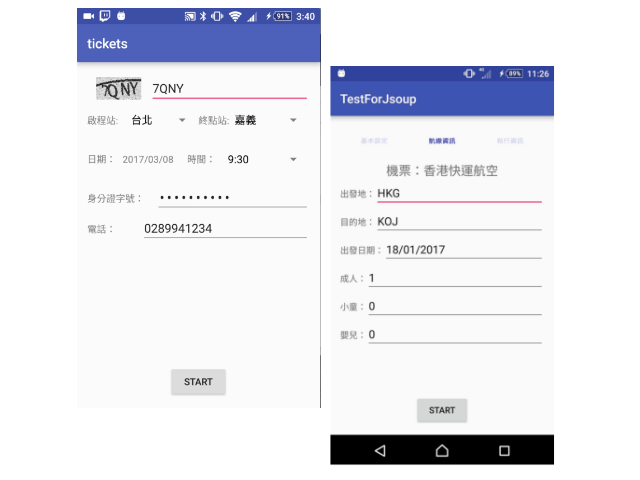 91% 3:40
tickets
7QNY 7QNY
啟程站: 台北 終點站: 嘉義
日期： 2017/03/08 時間： 9:30
身分證字號：
電話： 0289941234
START
89% 11:26
TestForJsoup
基本設定 航線資訊 執行資訊
機票：香港快運航空
出發地： HKG
目的地： KOJ
出發日期： 18/01/2017
成人： 1
小童： 0
嬰兒： 0
START